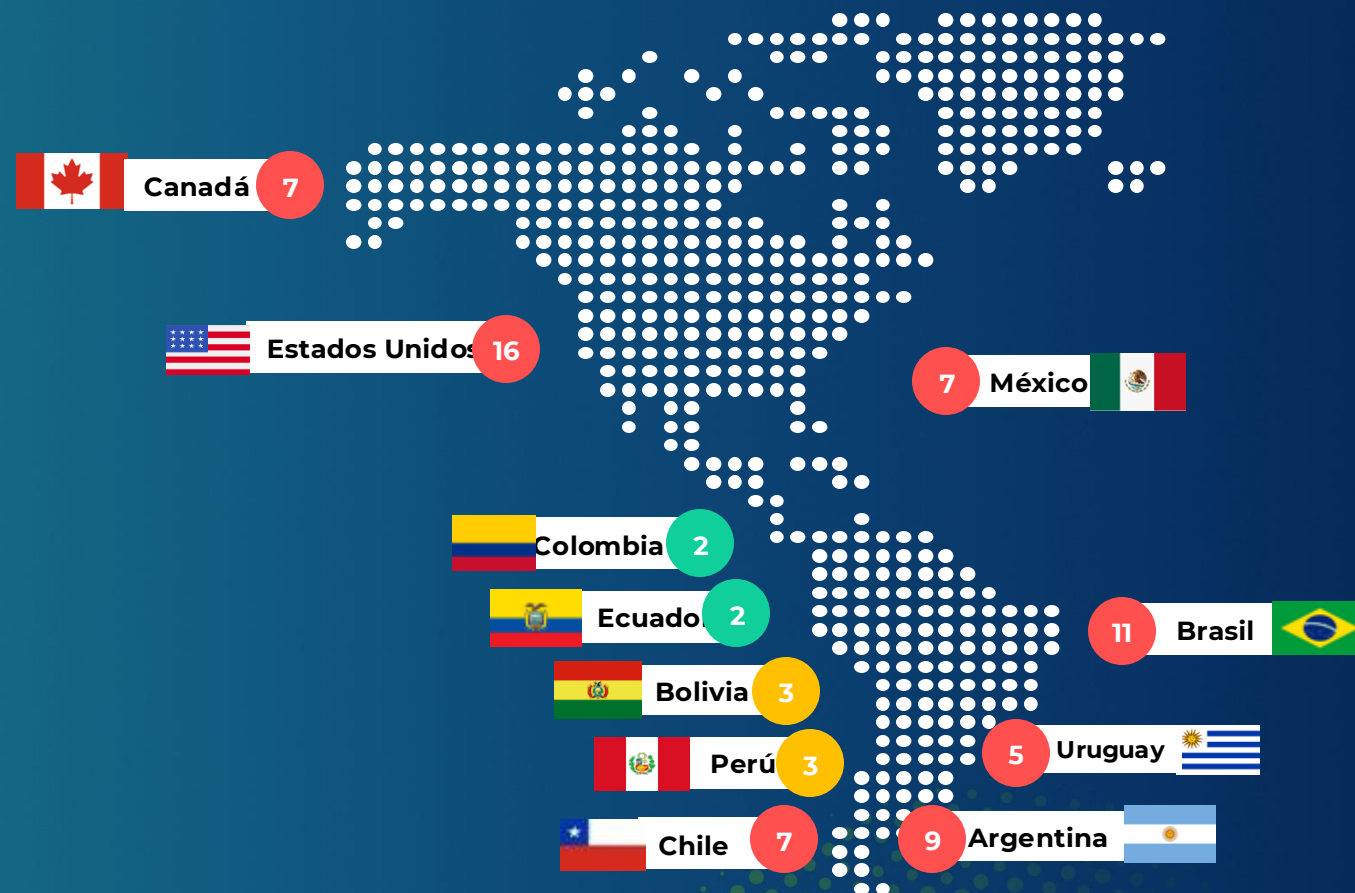 Canadá 7
Estados Unidos 16
7 México
Colombia 2
Ecuador 2
11 Brasil
Bolivia 3
5 Uruguay
Perú 3
Chile 7
9 Argentina